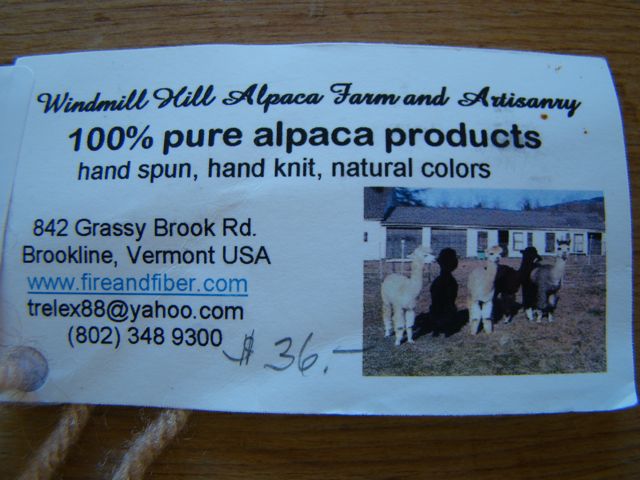 Windmill Hill Alpaca Farm and Artisanry
100% pure alpaca products
hand spun, hand knit, natural colors
842 Grassy Brook Rd.
Brookline, Vermont USA
www.fireandfiber.com
trelex88@yahoo.com
(802) 348 9300
$ 36.—